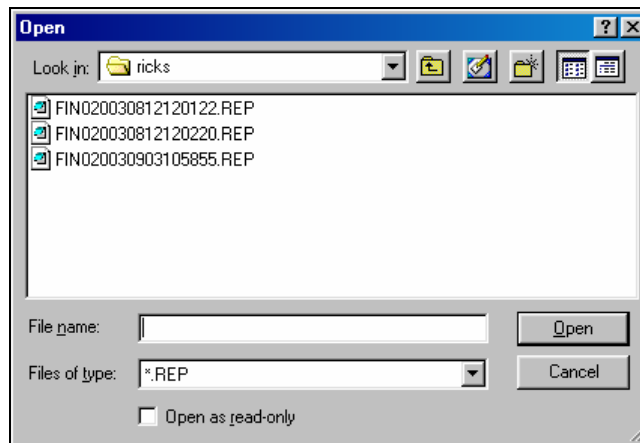 Open
Look in: ricks
FIN020030812120122.REP
FIN020030812120220.REP
FIN020030903105855.REP
File name: Open
Files of type: *.REP Cancel
Open as read-only